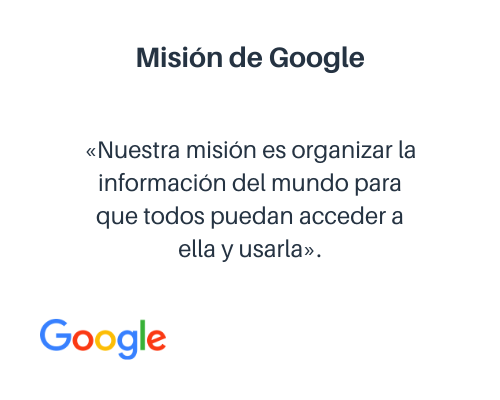 Misión de Google
«Nuestra misión es organizar la
información del mundo para
que todos puedan acceder a
ella y usarla».
Google